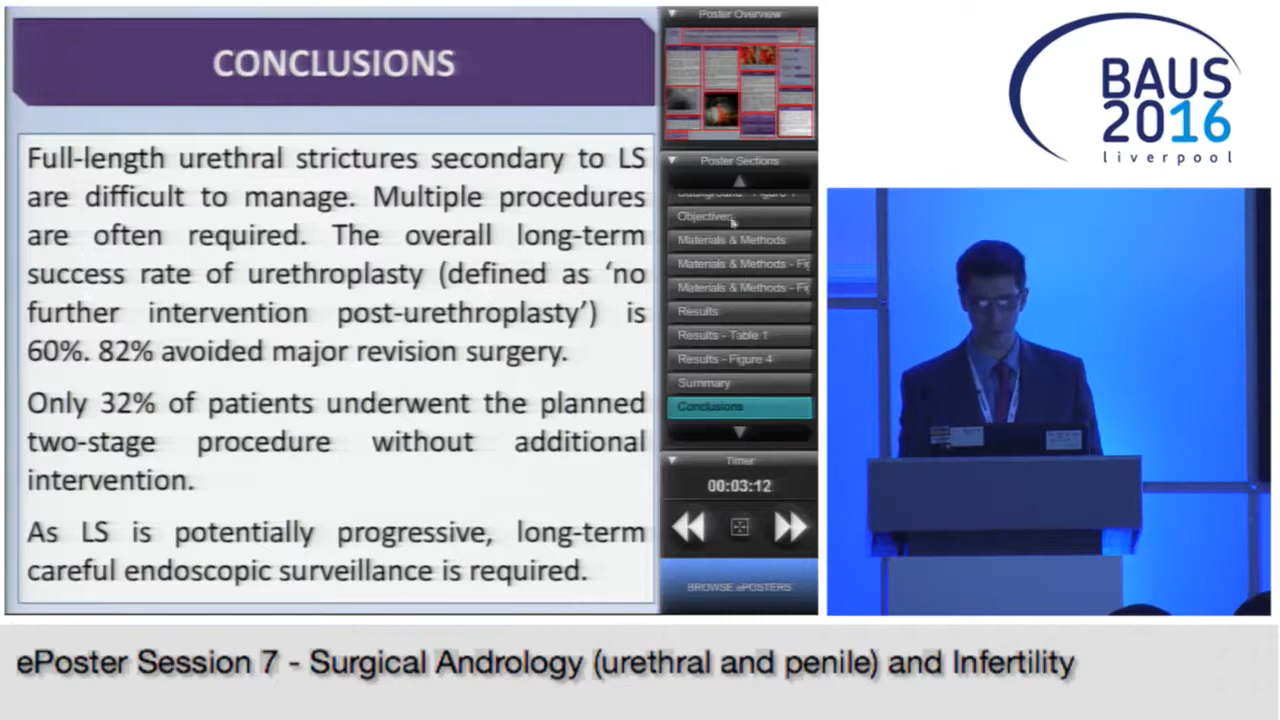 CONCLUSIONS
Full-length urethral strictures secondary to LS
are difficult to manage. Multiple procedures
are often required. The overall long-term
success rate of urethroplasty (defined as ‘no
further intervention post-urethroplasty’) is
60%. 82% avoided major revision surgery.
Only 32% of patients underwent the planned
two-stage procedure without additional
intervention.
As LS is potentially progressive, long-term
careful endoscopic surveillance is required.
Poster Overview
Poster Sections
Background - Figure 1
Objectives
Materials & Methods
Materials & Methods - Fig
Materials & Methods - Fig
Results
Results - Table 1
Results - Figure 4
Summary
Conclusions
Timer
00:03:12
BROWSE ePOSTERS
BAUS
2016
liverpool
ePoster Session 7 - Surgical Andrology (urethral and penile) and Infertility